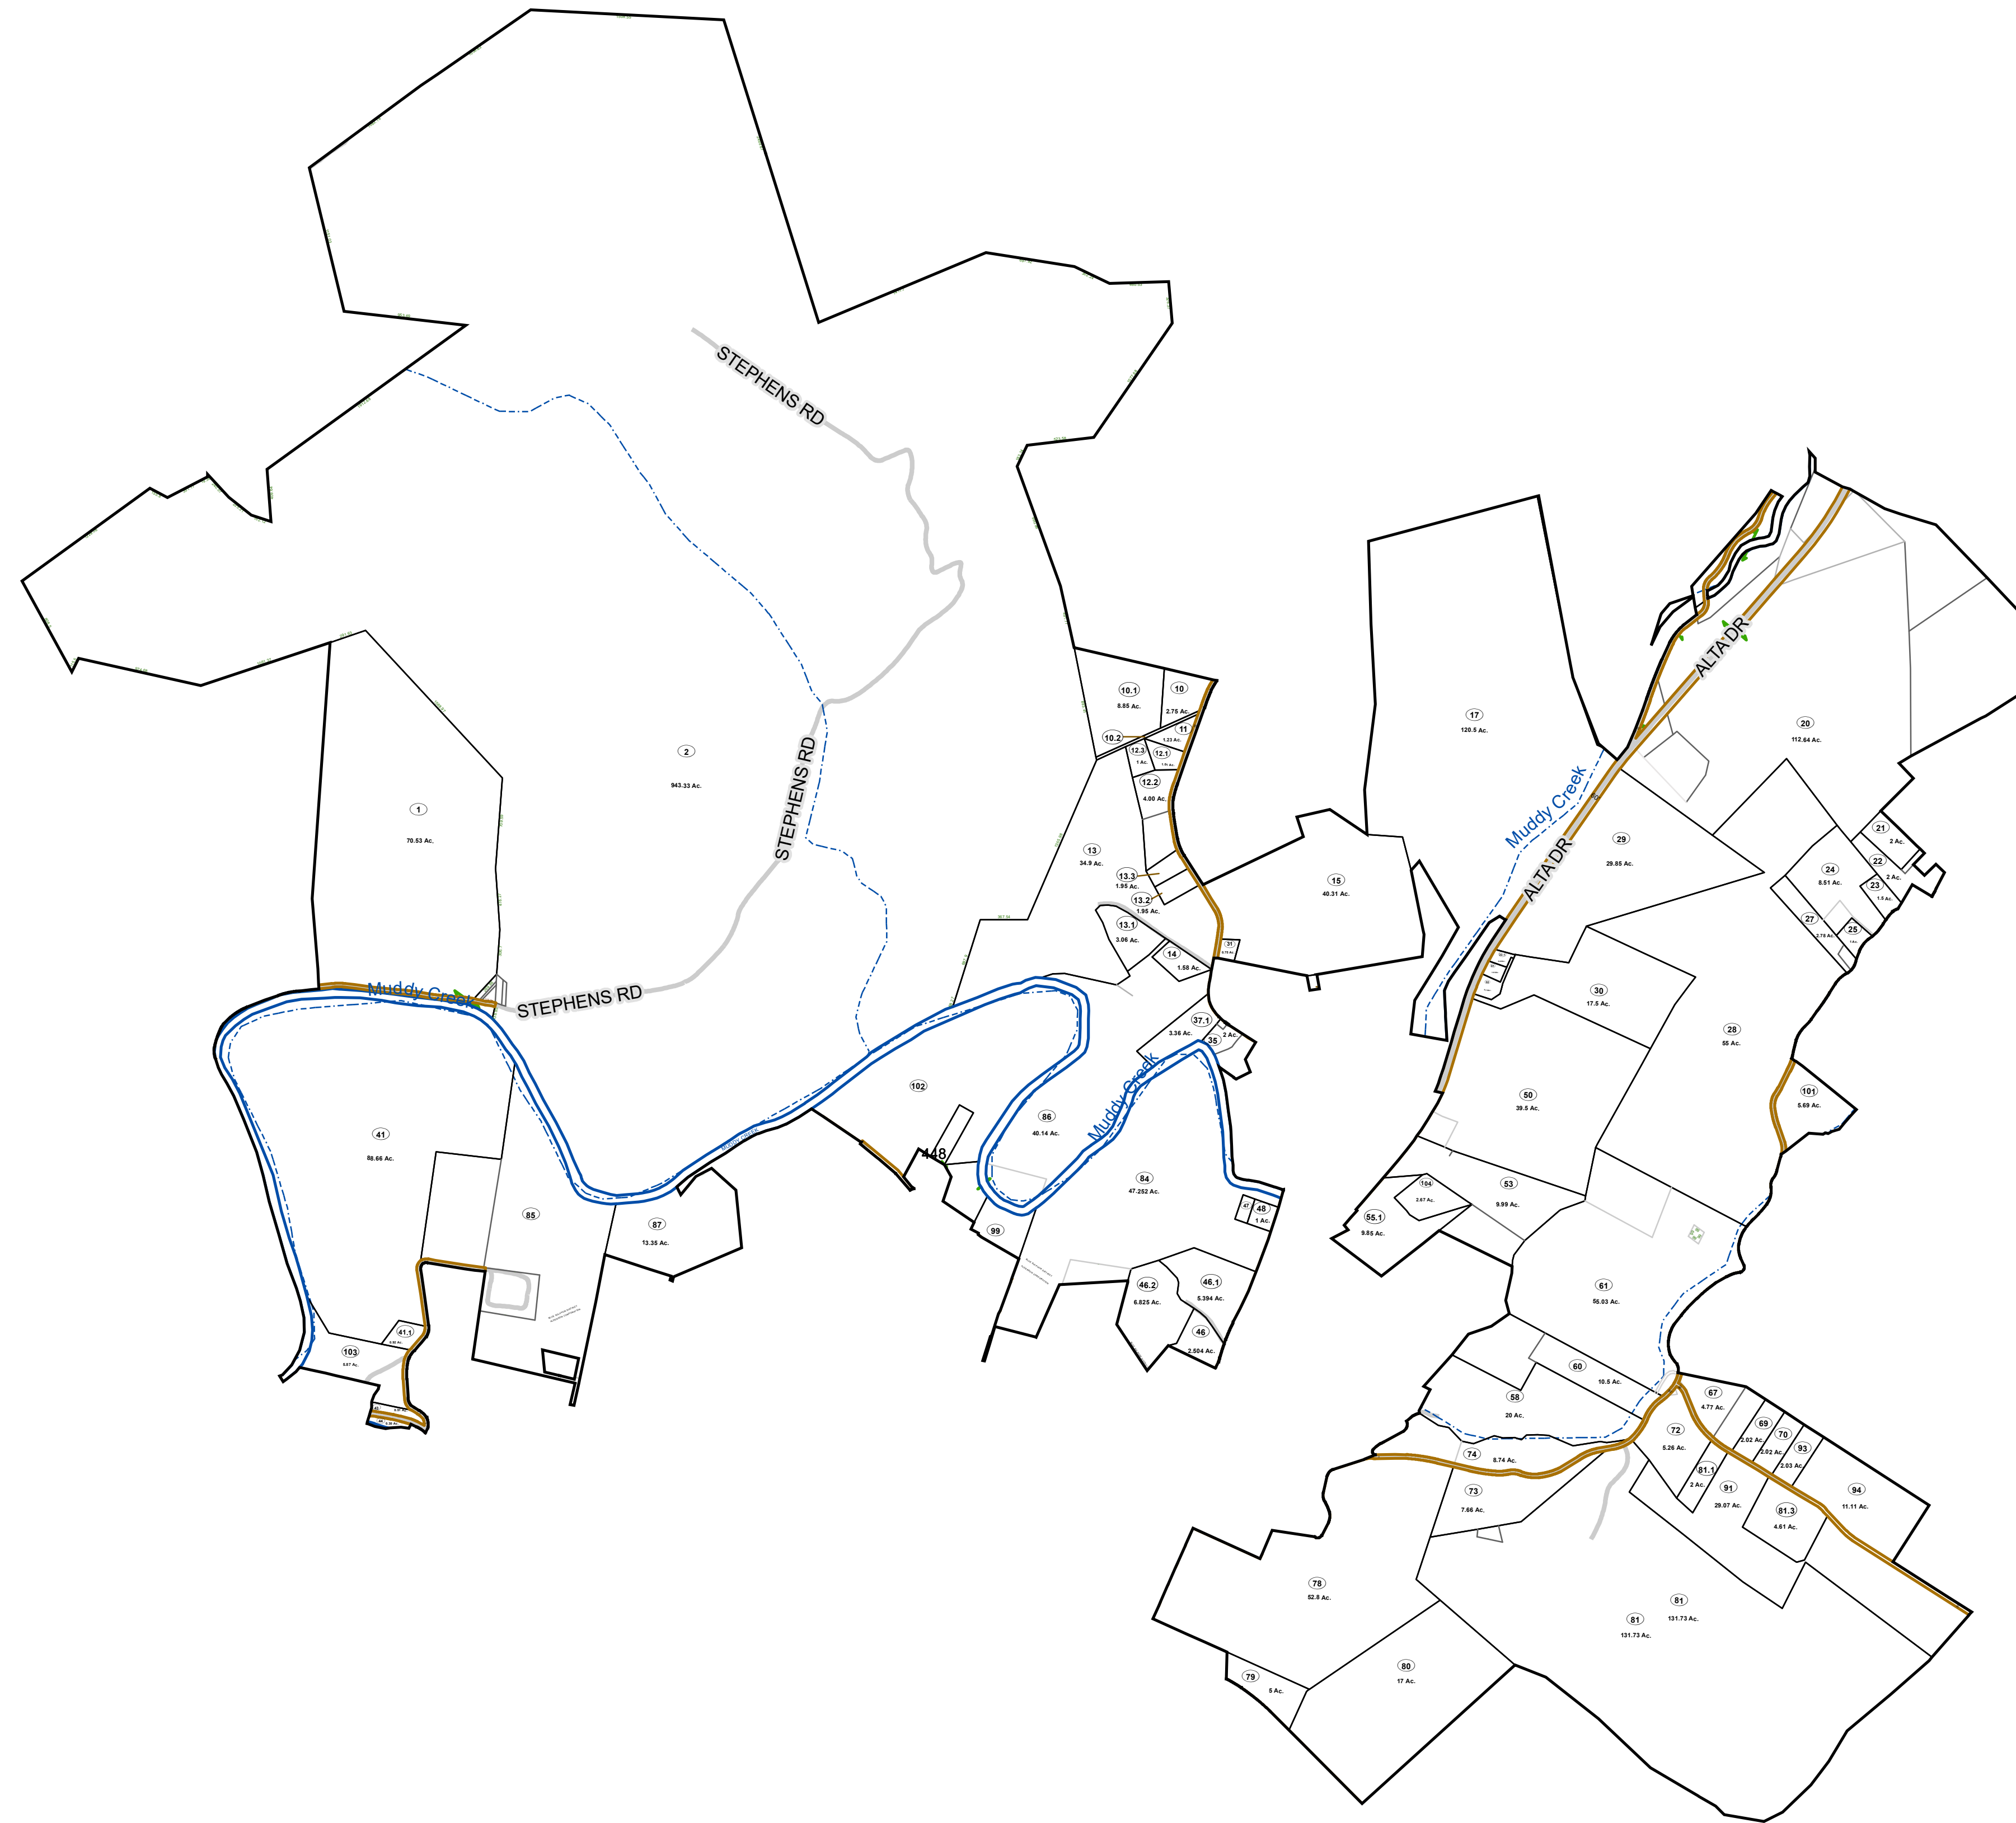 STEPHENS RD
10.1
8.85 Ac.
10
2.75 Ac.
ALTA DR
17
120.5 Ac.
20
112.64 Ac.
11
1.23 Ac.
10.2
2
943.33 Ac.
12.3
1 Ac.
12.1
12.2
4.00 Ac.
STEPHENS RD
1
70.53 Ac.
Muddy Creek
21
2 Ac.
29
29.85 Ac.
13
34.9 Ac.
22
2 Ac.
24
8.51 Ac.
13.3
1.95 Ac.
15
40.31 Ac.
ALTA DR
23
1.5 Ac.
13.2
1.95 Ac.
27
2.78 Ac.
13.1
3.06 Ac.
25
31
14
1.58 Ac.
Muddy Creek
STEPHENS RD
30
17.5 Ac.
37.1
3.36 Ac.
35
2 Ac.
28
55 Ac.
102
MUDDY CREEK
86
40.14 Ac.
Muddy Creek
50
39.5 Ac.
101
5.69 Ac.
41
88.66 Ac.
448
84
47.252 Ac.
104
2.67 Ac.
53
9.99 Ac.
47
48
1 Ac.
85
87
13.35 Ac.
99
55.1
9.85 Ac.
46.2
6.825 Ac.
46.1
5.394 Ac.
61
55.03 Ac.
41.1
46
2.504 Ac.
103
60
10.5 Ac.
58
20 Ac.
67
4.77 Ac.
72
5.26 Ac.
69
2.02 Ac.
70
2.02 Ac.
93
2.03 Ac.
74
8.74 Ac.
81.1
2 Ac.
91
29.07 Ac.
94
11.11 Ac.
73
7.66 Ac.
81.3
4.61 Ac.
78
52.8 Ac.
81
131.73 Ac.
81
131.73 Ac.
80
17 Ac.
79
5 Ac.